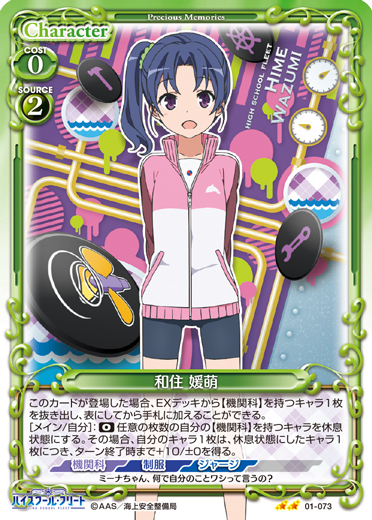 Precious Memories
Character
COST
0
SOURCE
2
HIGH SCHOOL FLEET
HIME
WAZUMI
和住 媛萌
このカードが登場した場合、EXデッキから【機関科】を持つキャラ1枚
を抜き出し、表にしてから手札に加えることができる。
[メイン/自分]:0任意の枚数の自分の【機関科】を持つキャラを休息
状態にする。その場合、自分のキャラ1枚は、休息状態にしたキャラ1
枚につき、ターン終了時まで+10/±0を得る。
機関科 制服 ジャージ
ミーナちゃん、何で自分のことワシって言うの?
ハイスクール・フリート
HIGH SCHOOL FLEET
©AAS/海上安全整備局
01-073